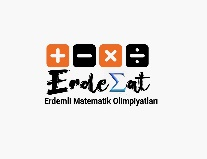 + − × ÷
ErdeΣat
Erdemli Matematik Olimpiyatları